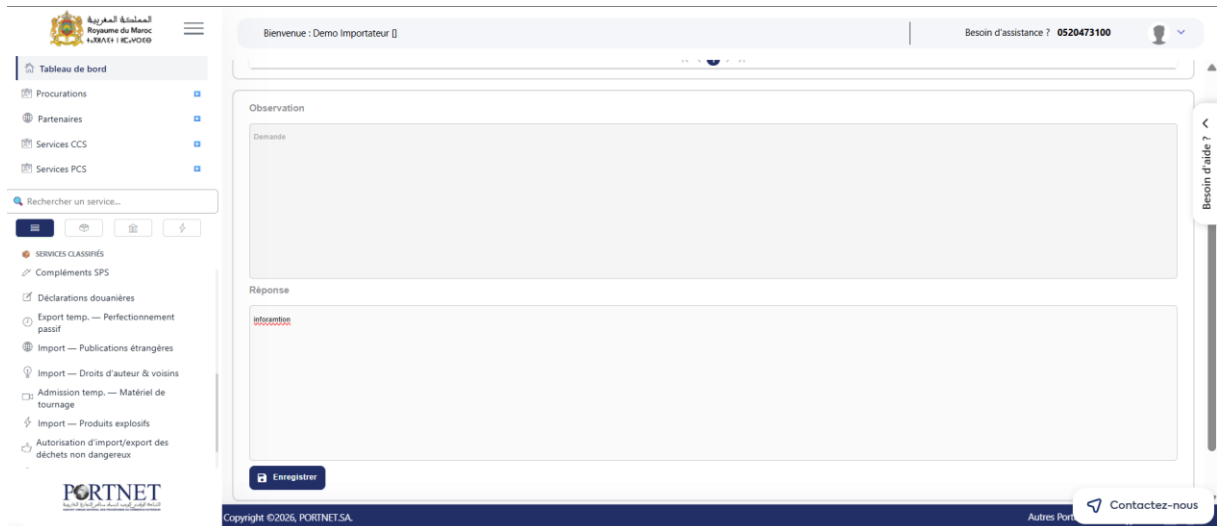 المملكة المغربية
Royaume du Maroc
Bienvenue : Demo Importateur []
Besoin d'assistance ? 0520473100
Tableau de bord
Procurations
Partenaires
Services CCS
Services PCS
Rechercher un service...
SERVICES CLASSIFIÉS
Compléments SPS
Déclarations douanières
Export temp. — Perfectionnement
passif
Import — Publications étrangères
Import — Droits d'auteur & voisins
Admission temp. — Matériel de
tournage
Import — Produits explosifs
Autorisation d'import/export des
déchets non dangereux
PORTNET
1
Observation
Demande
Réponse
inforamtion
Enregistrer
Besoin d'aide ?
Copyright ©2026, PORTNET.SA.
Autres Port
Contactez-nous